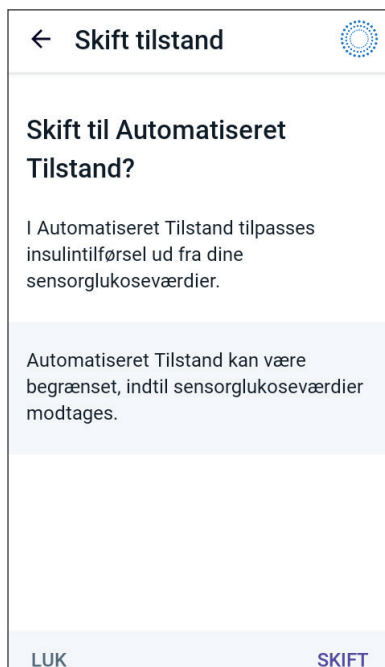 Skift tilstand
Skift til Automatiseret
Tilstand?
I Automatiseret Tilstand tilpasses
insulintilførsel ud fra dine
sensorglukoseværdier.
Automatiseret Tilstand kan være
begrænset, indtil sensorglukoseværdier
modtages.
LUK SKIFT